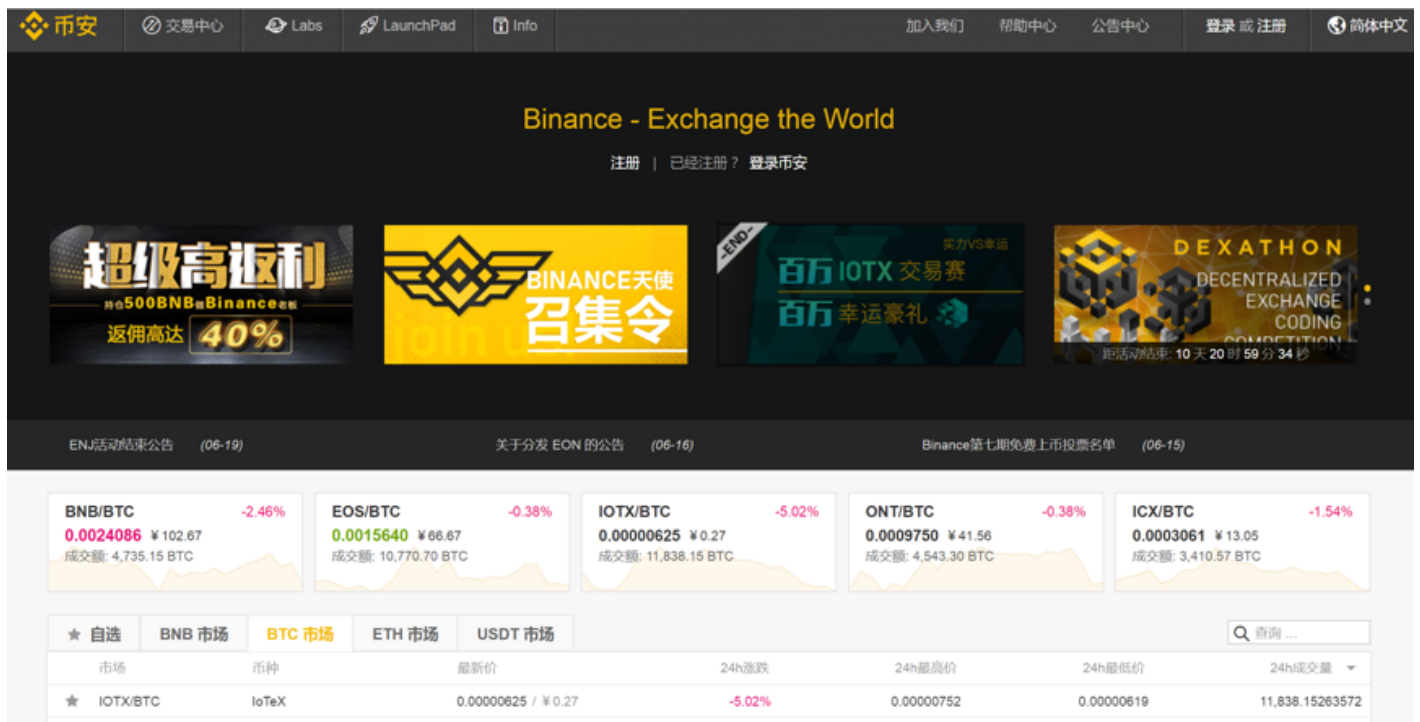 币安 交易中心 Labs LaunchPad Info 加入我们 帮助中心 公告中心 登录 或 注册 简体中文
Binance - Exchange the World
注册 | 已经注册？ 登录币安
超级高返利
持仓500BNB做Binance老板
返佣高达 40%
BINANCE天使
召集令
join us
-END-
实力VS幸运
百万 IOTX 交易赛
百万 幸运豪礼
DEXATHON
DECENTRALIZED
EXCHANGE
CODING
COMPETITION
距活动结束: 10 天 20 时 59 分 34 秒
ENJ活动结束公告 (06-19) 关于分发 EON 的公告 (06-16) Binance第七期免费上币投票名单 (06-15)
BNB/BTC -2.46% EOS/BTC -0.38% IOTX/BTC -5.02% ONT/BTC -0.38% ICX/BTC -1.54%
0.0024086 ¥ 102.67 0.0015640 ¥ 66.67 0.00000625 ¥ 0.27 0.0009750 ¥ 41.56 0.0003061 ¥ 13.05
成交额: 4,735.15 BTC 成交额: 10,770.70 BTC 成交额: 11,838.15 BTC 成交额: 4,543.30 BTC 成交额: 3,410.57 BTC
自选 BNB 市场 BTC 市场 ETH 市场 USDT 市场 查询 ...
市场 币种 最新价 24h涨跌 24h最高价 24h最低价 24h成交量
IOTX/BTC IoTeX 0.00000625 / ¥ 0.27 -5.02% 0.00000752 0.00000619 11,838.15263572